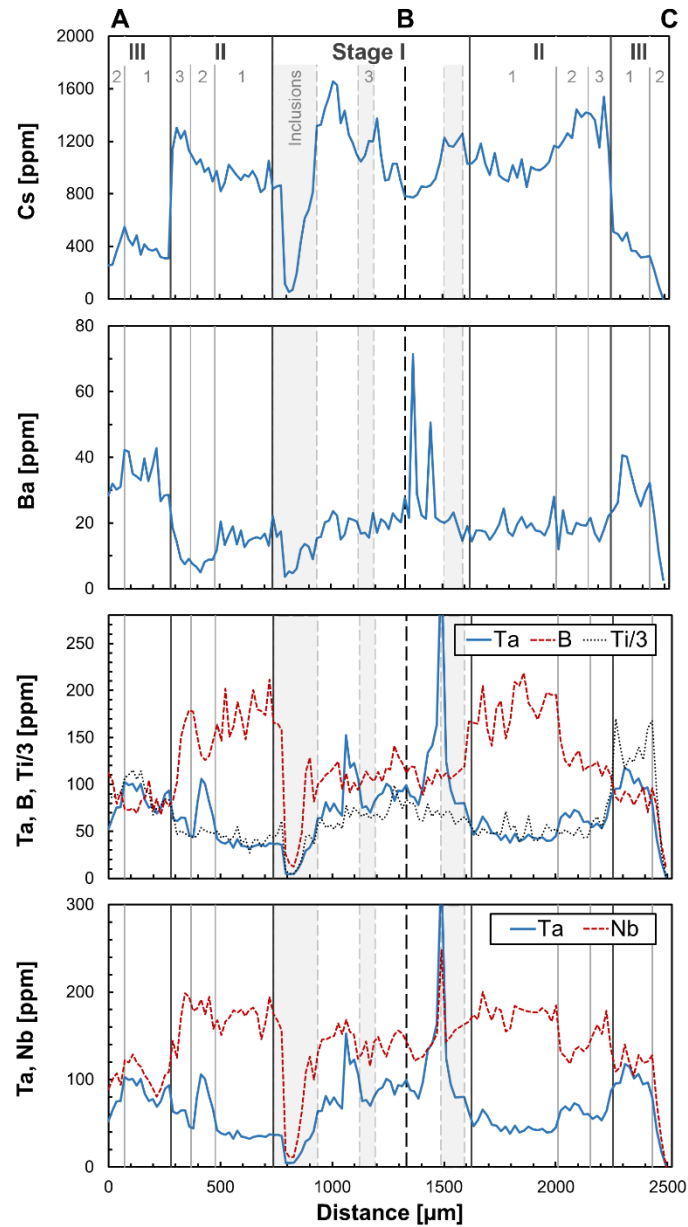 A B C
III II Stage I II III
2 1 3 2 1 3 1 2 3 1 2
Inclusions
Cs [ppm]
2000
1600
1200
800
400
0
Ba [ppm]
80
60
40
20
0
Ta, B, Ti/3 [ppm]
Ta B Ti/3
250
200
150
100
50
0
Ta, Nb [ppm]
Ta Nb
300
200
100
0
0 500 1000 1500 2000 2500
Distance [µm]